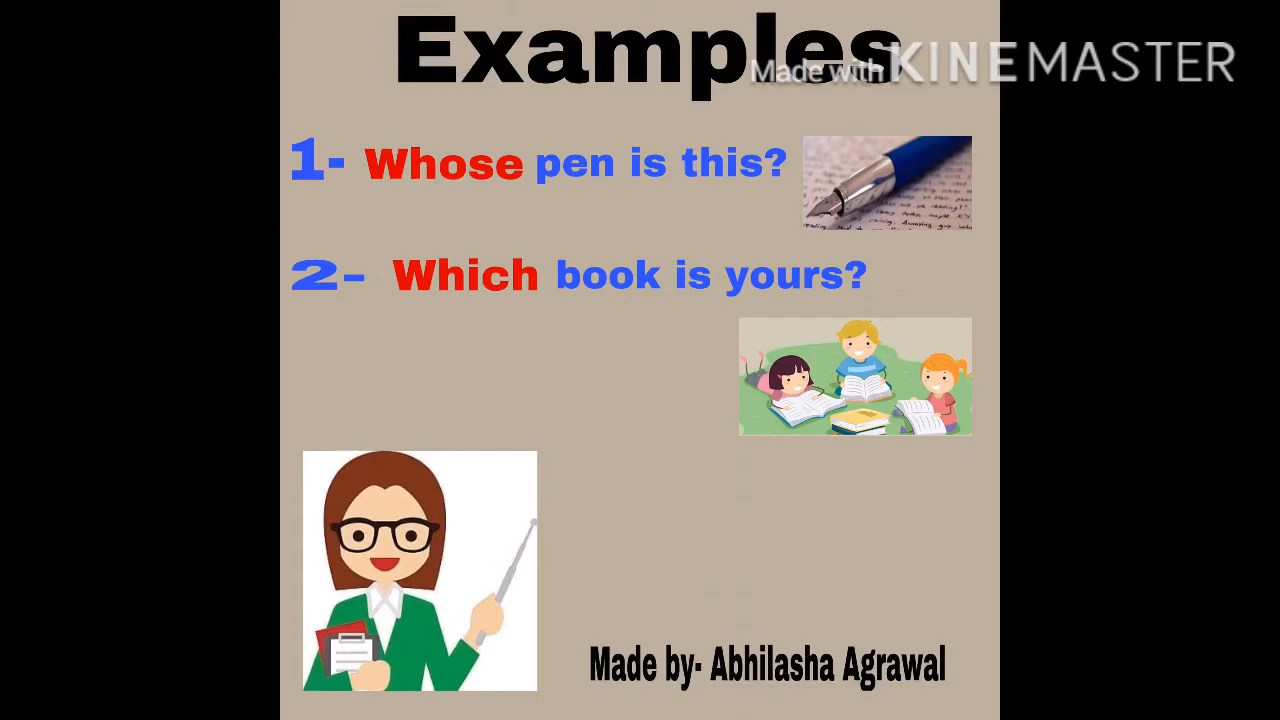 Examples
Made with KINEMASTER
1- Whose pen is this?
2- Which book is yours?
Made by- Abhilasha Agrawal